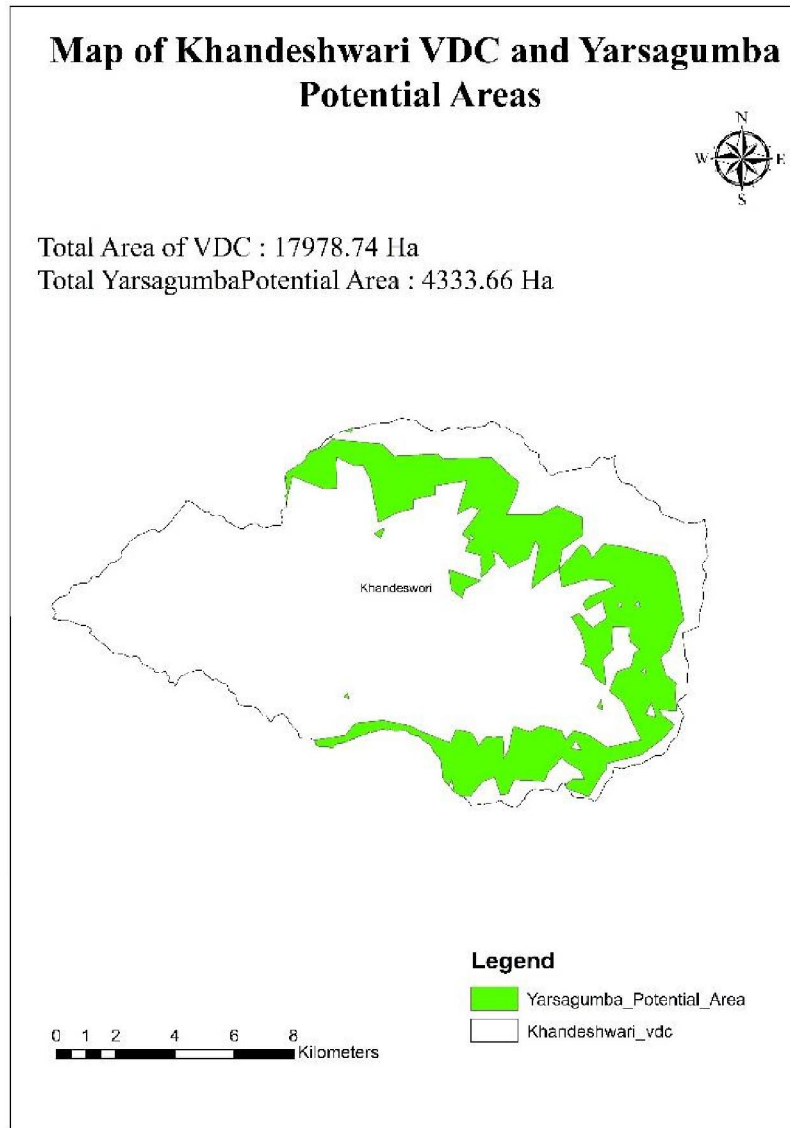 Map of Khandeshwari VDC and Yarsagumba
Potential Areas
N
W E
S
Total Area of VDC : 17978.74 Ha
Total YarsagumbaPotential Area : 4333.66 Ha
Khandeswori
Legend
Yarsagumba_Potential_Area
Khandeshwari_vdc
0 1 2 4 6 8
Kilometers